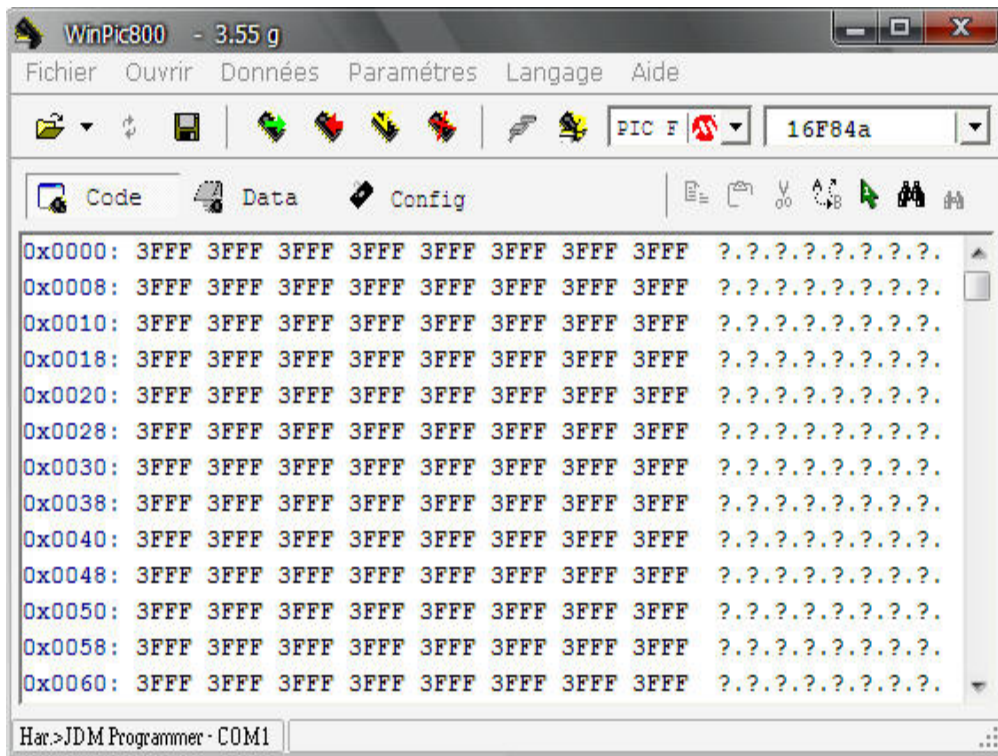 WinPic800 - 3.55 g
Fichier Ouvrir Données Paramétres Langage Aide
PIC F 16F84a
Code Data Config
0x0000: 3FFF 3FFF 3FFF 3FFF 3FFF 3FFF 3FFF 3FFF ?.?.?.?.?.?.?.?.
0x0008: 3FFF 3FFF 3FFF 3FFF 3FFF 3FFF 3FFF 3FFF ?.?.?.?.?.?.?.?.
0x0010: 3FFF 3FFF 3FFF 3FFF 3FFF 3FFF 3FFF 3FFF ?.?.?.?.?.?.?.?.
0x0018: 3FFF 3FFF 3FFF 3FFF 3FFF 3FFF 3FFF 3FFF ?.?.?.?.?.?.?.?.
0x0020: 3FFF 3FFF 3FFF 3FFF 3FFF 3FFF 3FFF 3FFF ?.?.?.?.?.?.?.?.
0x0028: 3FFF 3FFF 3FFF 3FFF 3FFF 3FFF 3FFF 3FFF ?.?.?.?.?.?.?.?.
0x0030: 3FFF 3FFF 3FFF 3FFF 3FFF 3FFF 3FFF 3FFF ?.?.?.?.?.?.?.?.
0x0038: 3FFF 3FFF 3FFF 3FFF 3FFF 3FFF 3FFF 3FFF ?.?.?.?.?.?.?.?.
0x0040: 3FFF 3FFF 3FFF 3FFF 3FFF 3FFF 3FFF 3FFF ?.?.?.?.?.?.?.?.
0x0048: 3FFF 3FFF 3FFF 3FFF 3FFF 3FFF 3FFF 3FFF ?.?.?.?.?.?.?.?.
0x0050: 3FFF 3FFF 3FFF 3FFF 3FFF 3FFF 3FFF 3FFF ?.?.?.?.?.?.?.?.
0x0058: 3FFF 3FFF 3FFF 3FFF 3FFF 3FFF 3FFF 3FFF ?.?.?.?.?.?.?.?.
0x0060: 3FFF 3FFF 3FFF 3FFF 3FFF 3FFF 3FFF 3FFF ?.?.?.?.?.?.?.?.
Har.>JDM Programmer - COM1